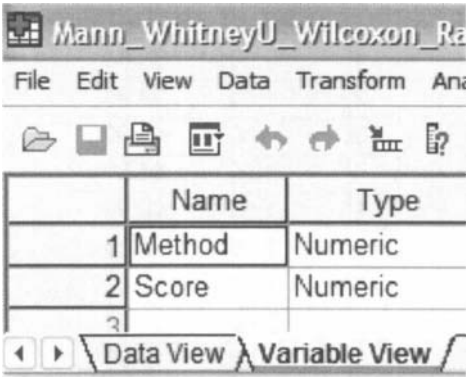 Mann_WhitneyU_Wilcoxon_Ra
File Edit View Data Transform Ana
Name Type
1 Method Numeric
2 Score Numeric
3
Data View Variable View